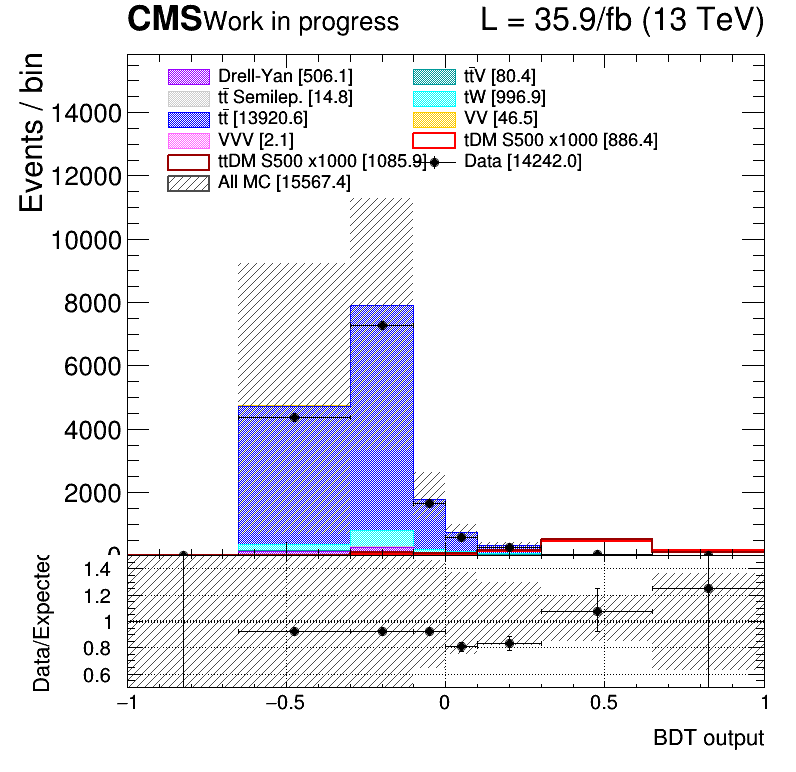 CMS Work in progress L = 35.9/fb (13 TeV)
Events / bin
Drell-Yan [506.1] tt̄V [80.4]
tt̄ Semilep. [14.8] tW [996.9]
tt̄ [13920.6] VV [46.5]
VVV [2.1] tDM S500 x1000 [886.4]
ttDM S500 x1000 [1085.9] Data [14242.0]
All MC [15567.4]
14000
12000
10000
8000
6000
4000
2000
0
Data/Expected
1.4
1.2
1
0.8
0.6
−1 −0.5 0 0.5 1
BDT output